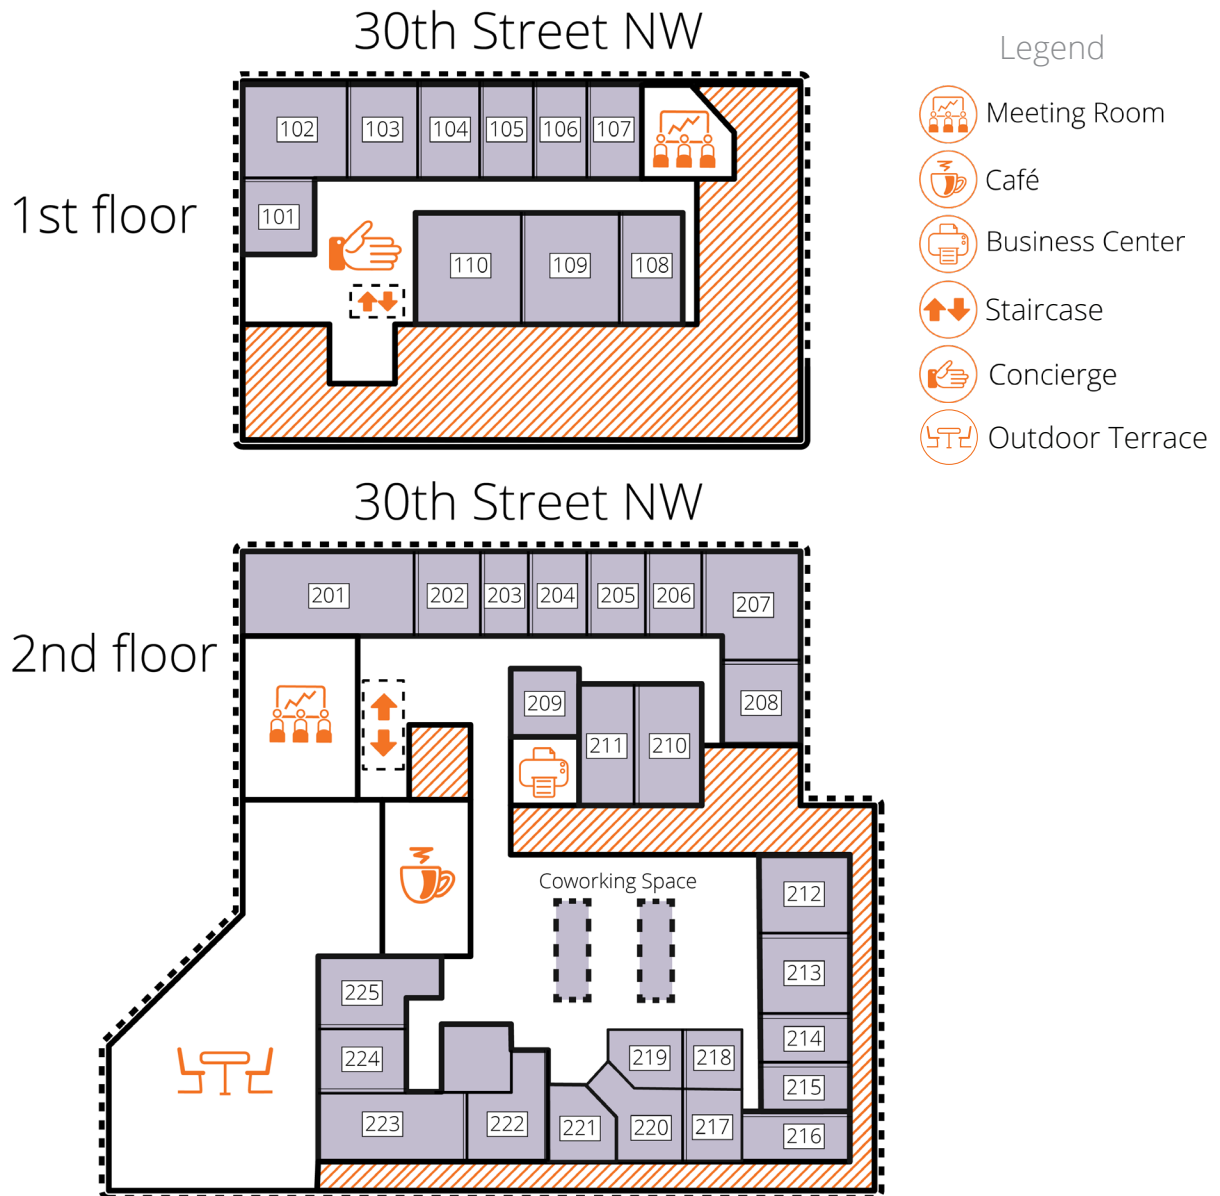 30th Street NW
Legend
Meeting Room
Café
Business Center
Staircase
Concierge
Outdoor Terrace
1st floor
102
103
104
105
106
107
101
110
109
108
30th Street NW
2nd floor
201
202
203
204
205
206
207
208
209
211
210
Coworking Space
212
213
214
215
216
225
224
223
222
221
220
219
218
217